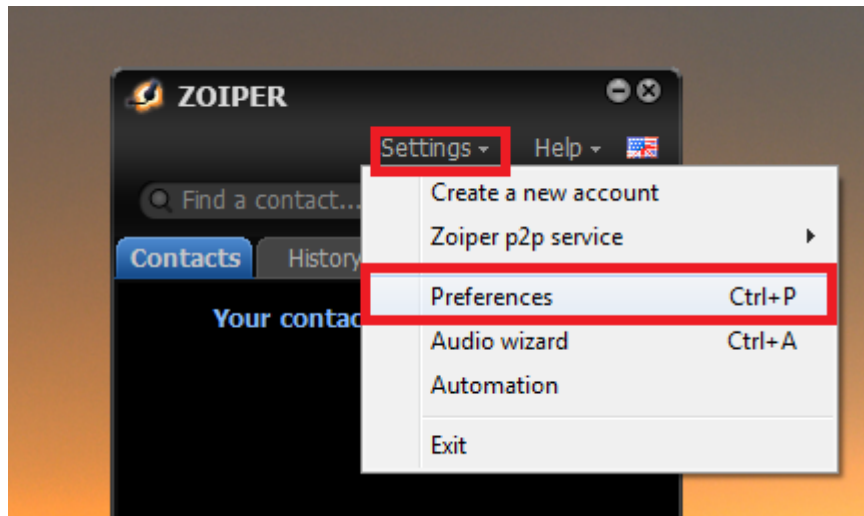 ZOIPER
Settings Help
Find a contact...
Contacts History
Your contac
Create a new account
Zoiper p2p service
Preferences Ctrl+P
Audio wizard Ctrl+A
Automation
Exit